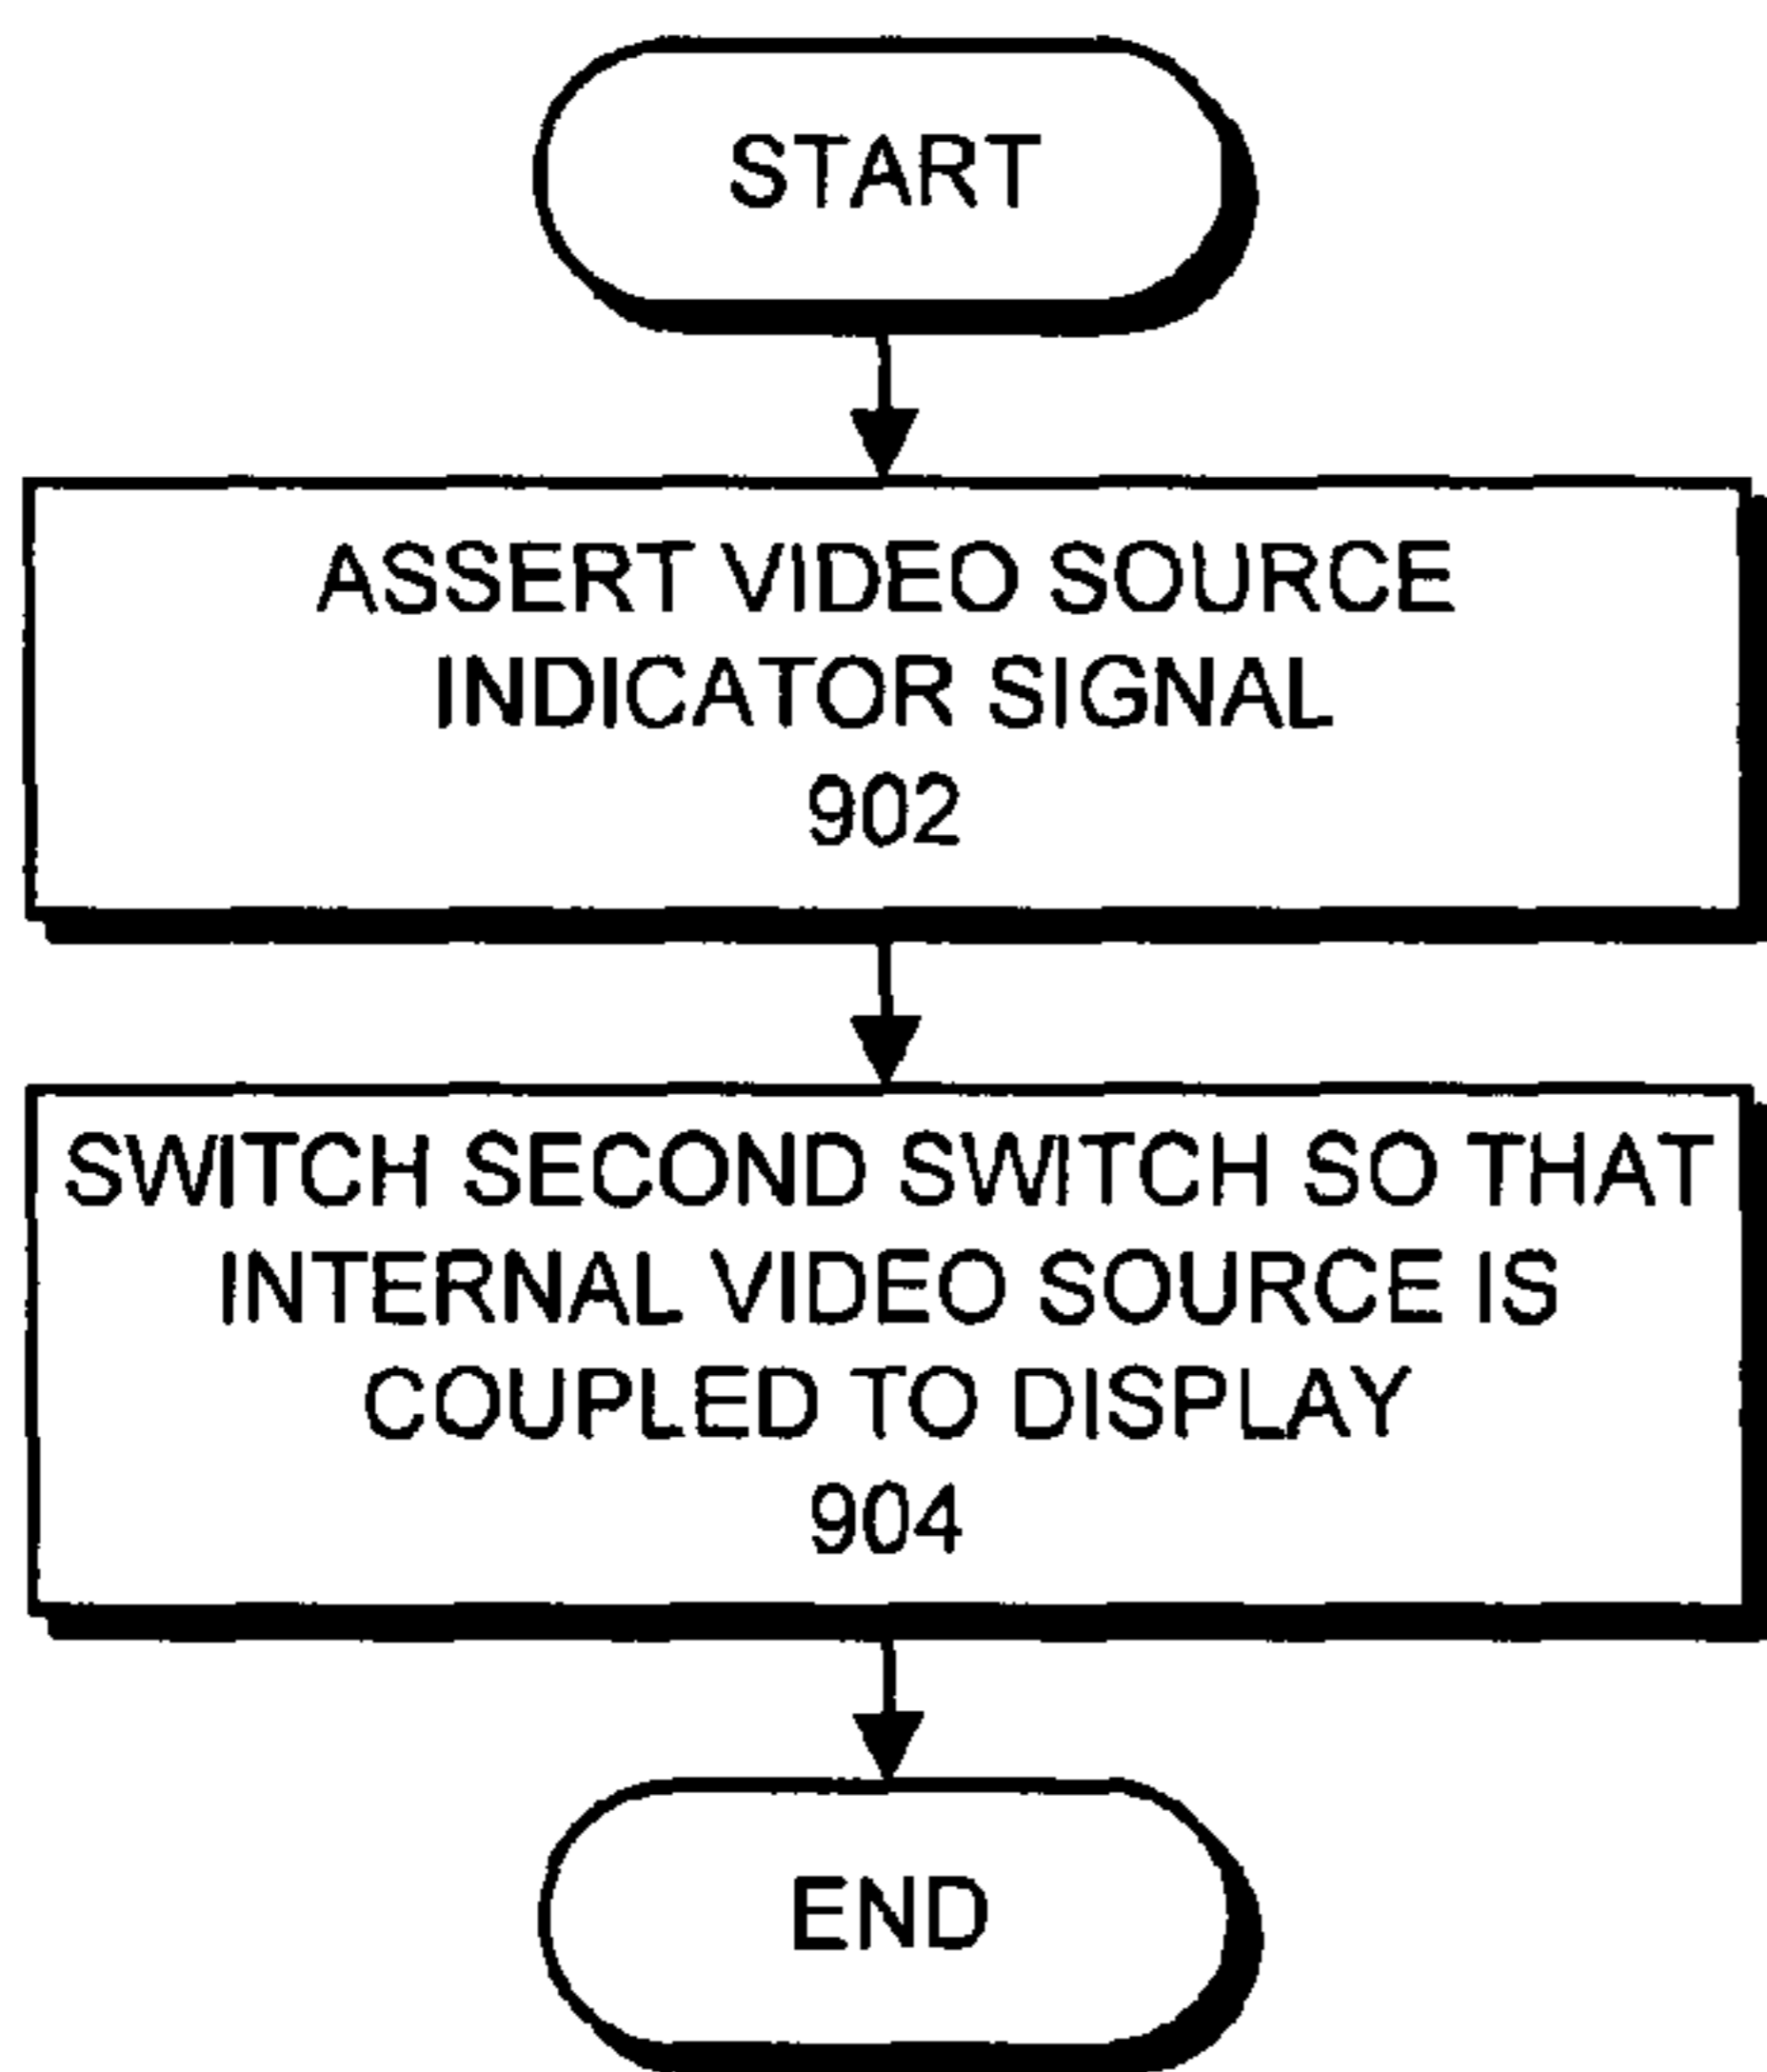 START
ASSERT VIDEO SOURCE
INDICATOR SIGNAL
902
SWITCH SECOND SWITCH SO THAT
INTERNAL VIDEO SOURCE IS
COUPLED TO DISPLAY
904
END